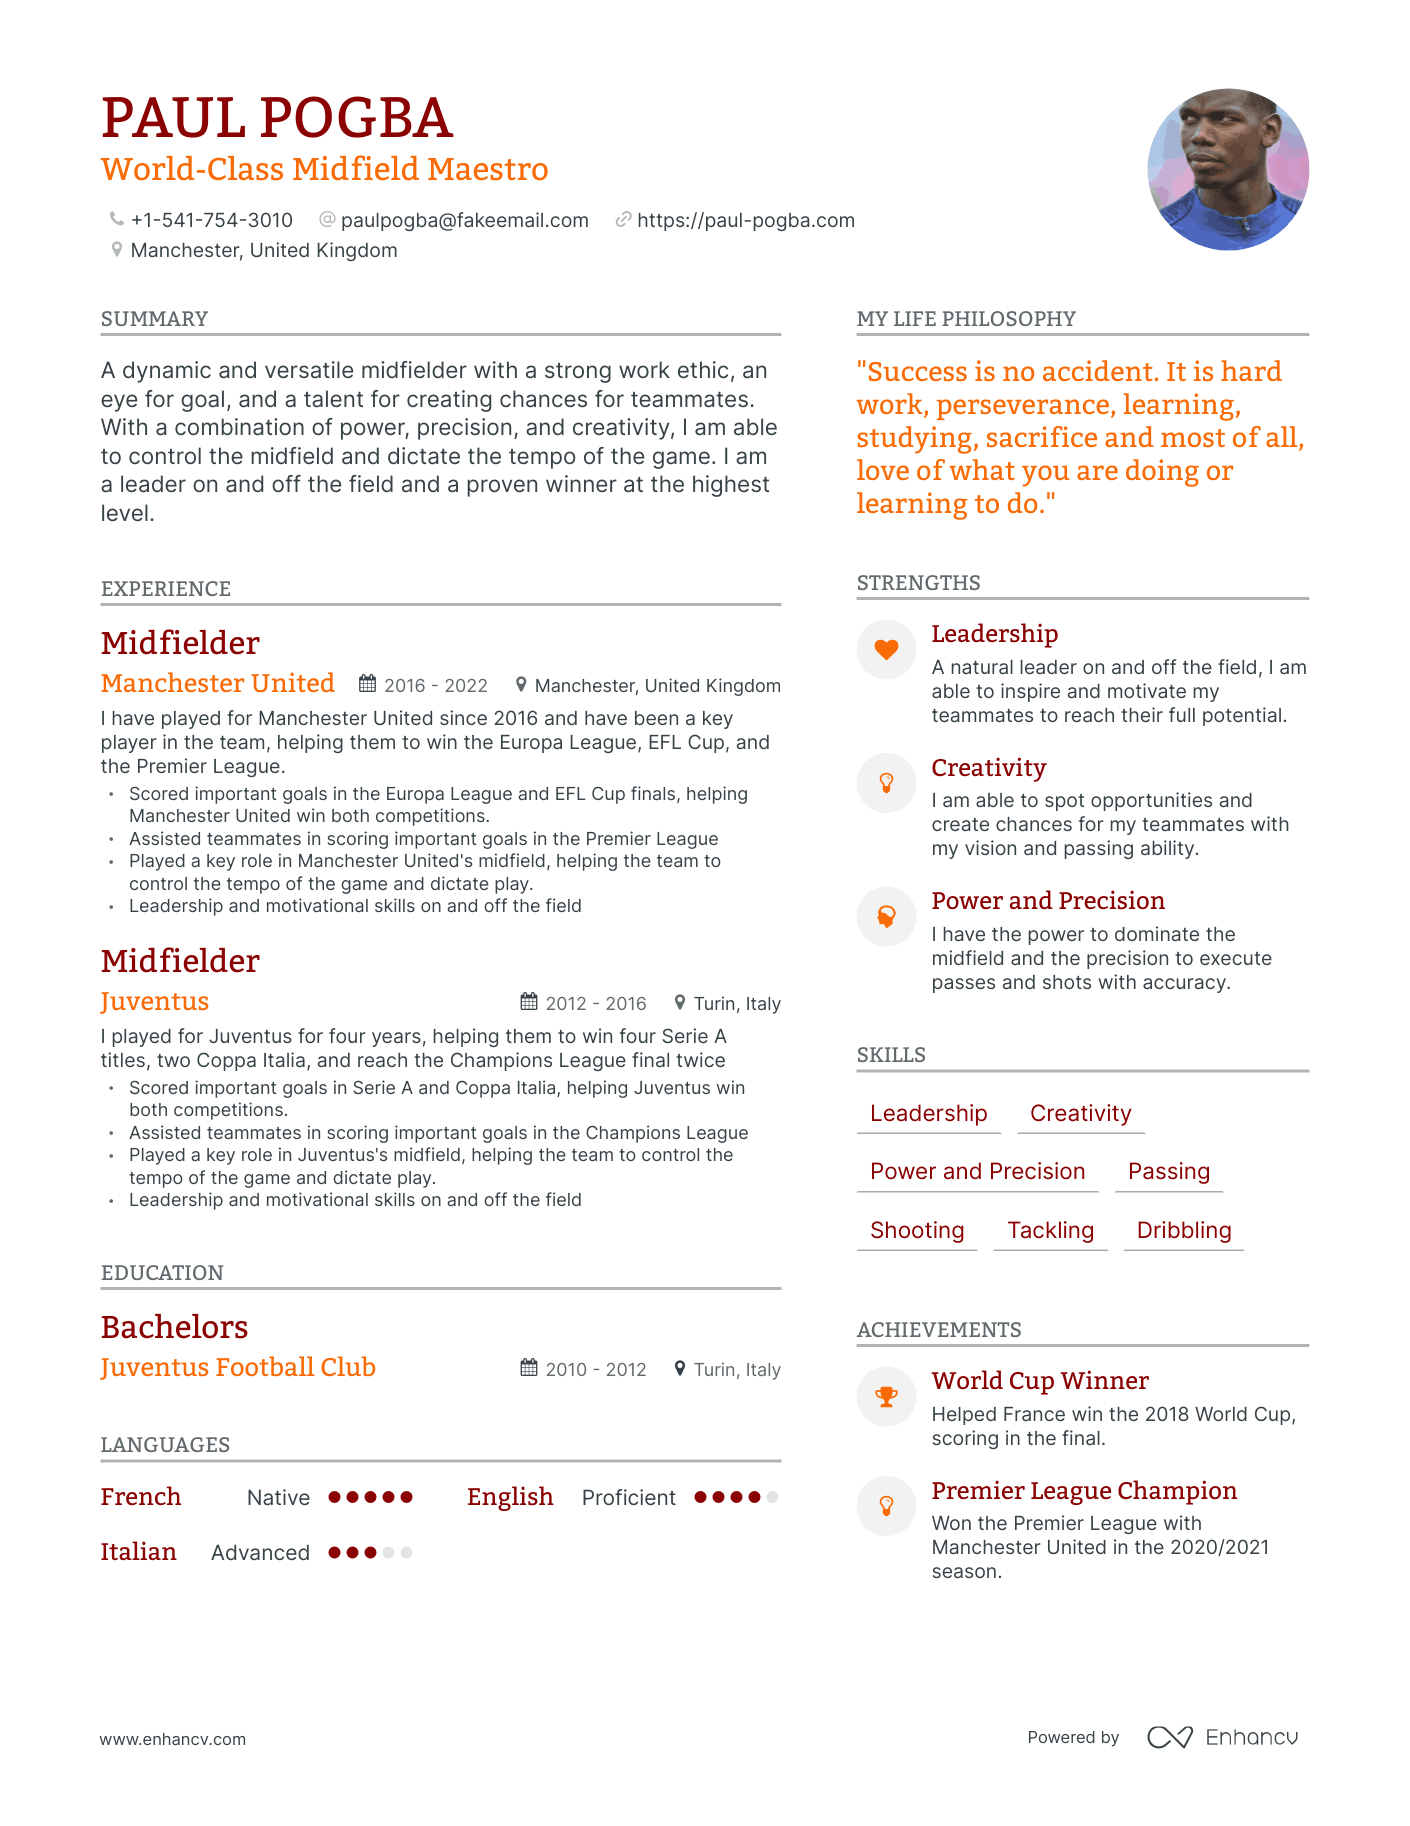 PAUL POGBA
World-Class Midfield Maestro
+1-541-754-3010 @ paulpogba@fakeemail.com https://paul-pogba.com
Manchester, United Kingdom
SUMMARY
A dynamic and versatile midfielder with a strong work ethic, an
eye for goal, and a talent for creating chances for teammates.
With a combination of power, precision, and creativity, I am able
to control the midfield and dictate the tempo of the game. I am
a leader on and off the field and a proven winner at the highest
level.
EXPERIENCE
Midfielder
Manchester United 2016 - 2022 Manchester, United Kingdom
I have played for Manchester United since 2016 and have been a key
player in the team, helping them to win the Europa League, EFL Cup, and
the Premier League.
• Scored important goals in the Europa League and EFL Cup finals, helping
Manchester United win both competitions.
• Assisted teammates in scoring important goals in the Premier League
• Played a key role in Manchester United's midfield, helping the team to
control the tempo of the game and dictate play.
• Leadership and motivational skills on and off the field
Midfielder
Juventus 2012 - 2016 Turin, Italy
I played for Juventus for four years, helping them to win four Serie A
titles, two Coppa Italia, and reach the Champions League final twice
• Scored important goals in Serie A and Coppa Italia, helping Juventus win
both competitions.
• Assisted teammates in scoring important goals in the Champions League
• Played a key role in Juventus's midfield, helping the team to control the
tempo of the game and dictate play.
• Leadership and motivational skills on and off the field
EDUCATION
Bachelors
Juventus Football Club 2010 - 2012 Turin, Italy
LANGUAGES
French Native English Proficient
Italian Advanced
MY LIFE PHILOSOPHY
"Success is no accident. It is hard
work, perseverance, learning,
studying, sacrifice and most of all,
love of what you are doing or
learning to do."
STRENGTHS
Leadership
A natural leader on and off the field, I am
able to inspire and motivate my
teammates to reach their full potential.
Creativity
I am able to spot opportunities and
create chances for my teammates with
my vision and passing ability.
Power and Precision
I have the power to dominate the
midfield and the precision to execute
passes and shots with accuracy.
SKILLS
Leadership Creativity
Power and Precision Passing
Shooting Tackling Dribbling
ACHIEVEMENTS
World Cup Winner
Helped France win the 2018 World Cup,
scoring in the final.
Premier League Champion
Won the Premier League with
Manchester United in the 2020/2021
season.
www.enhancv.com
Powered by Enhancv